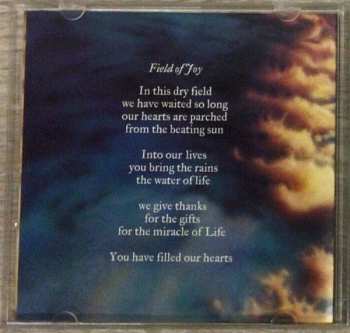 Field of Joy
In this dry field
we have waited so long
our hearts are parched
from the beating sun
Into our lives
you bring the rains
the water of life
we give thanks
for the gifts
for the miracle of Life
You have filled our hearts